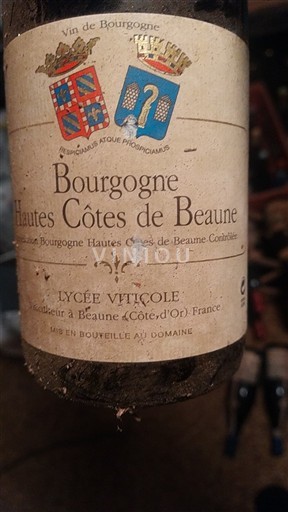 Vin de Bourgogne
RESPICIAMUS ATQUE PROSPICIAMUS
Bourgogne
Hautes Côtes de Beaune
Bourgogne Hautes Côtes de Beaune Contrôlée
VINIOU
LYCÉE VITICOLE
à Beaune (Côte-d'Or) France
MIS EN BOUTEILLE AU DOMAINE